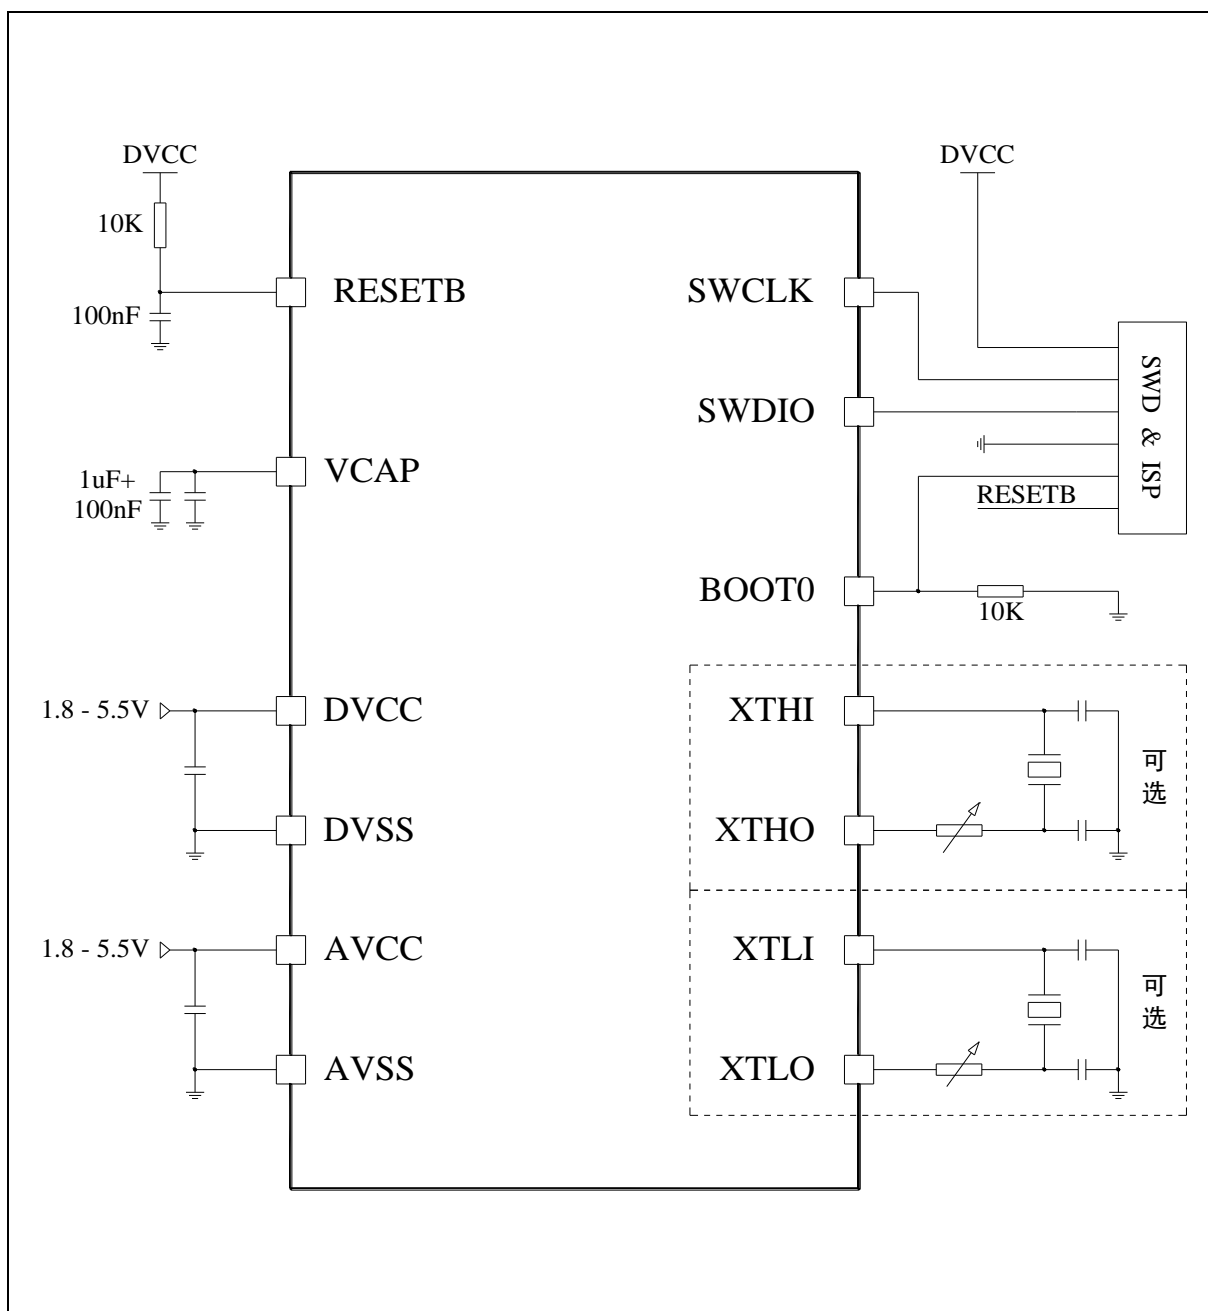 DVCC
10K
RESETB
100nF
1uF+
100nF
VCAP
1.8 - 5.5V
DVCC
DVSS
1.8 - 5.5V
AVCC
AVSS
DVCC
SWCLK
SWDIO
SWD & ISP
RESETB
BOOT0
10K
XTHI
可选
XTHO
XTLI
可选
XTLO